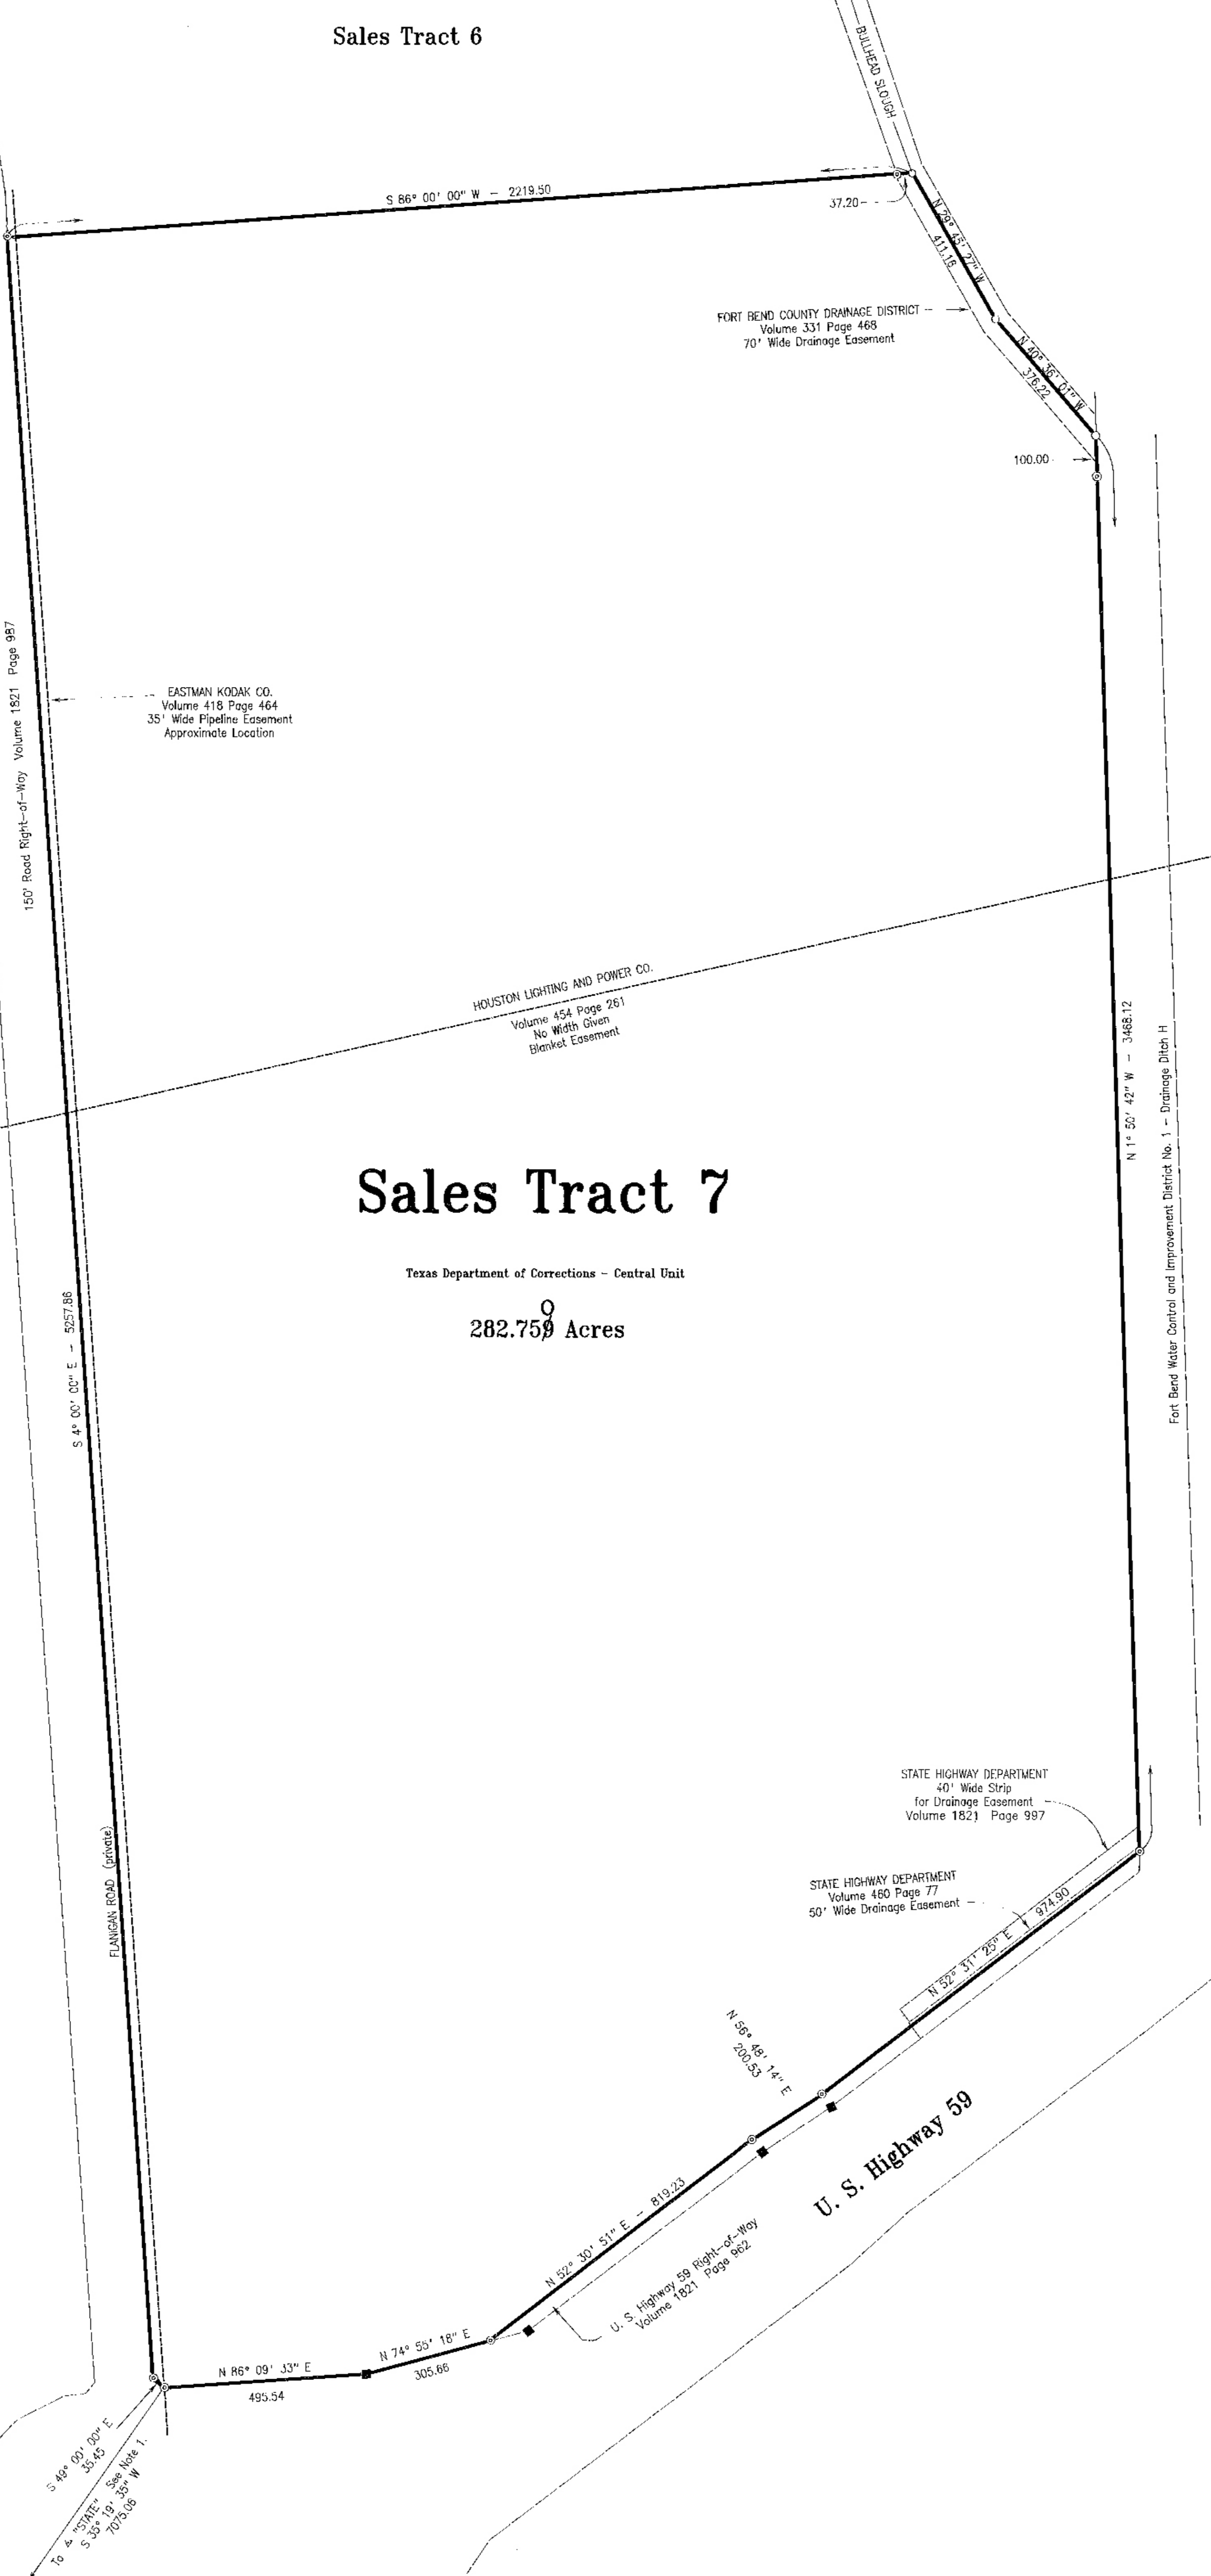 Sales Tract 6
BULLHEAD SLOUGH
S 86° 00' 00" W - 2219.50
37.20
N 29° 45' 27" W
411.18
FORT BEND COUNTY DRAINAGE DISTRICT
Volume 331 Page 468
70' Wide Drainage Easement
N 40° 36' 01" W
376.22
100.00
150' Road Right-of-Way Volume 1821 Page 987
EASTMAN KODAK CO.
Volume 418 Page 464
35' Wide Pipeline Easement
Approximate Location
HOUSTON LIGHTING AND POWER CO.
Volume 454 Page 261
No Width Given
Blanket Easement
N 1° 50' 42" W - 3468.12
Fort Bend Water Control and Improvement District No. 1 - Drainage Ditch H
Sales Tract 7
Texas Department of Corrections - Central Unit
9
282.759 Acres
S 4° 00' 00" E - 5257.86
FLANIGAN ROAD (private)
STATE HIGHWAY DEPARTMENT
40' Wide Strip
for Drainage Easement
Volume 1821 Page 997
STATE HIGHWAY DEPARTMENT
Volume 460 Page 77
50' Wide Drainage Easement
N 52° 31' 25" E 974.90
N 56° 48' 14" E
200.53
U. S. Highway 59
N 52° 30' 51" E - 819.23
U. S. Highway 59 Right-of-Way
Volume 1821 Page 962
N 74° 55' 18" E
305.66
N 86° 09' 33" E
495.54
S 49° 00' 00" E
35.45
To "STATE" See Note 1.
S 35° 19' 35" W
7075.06